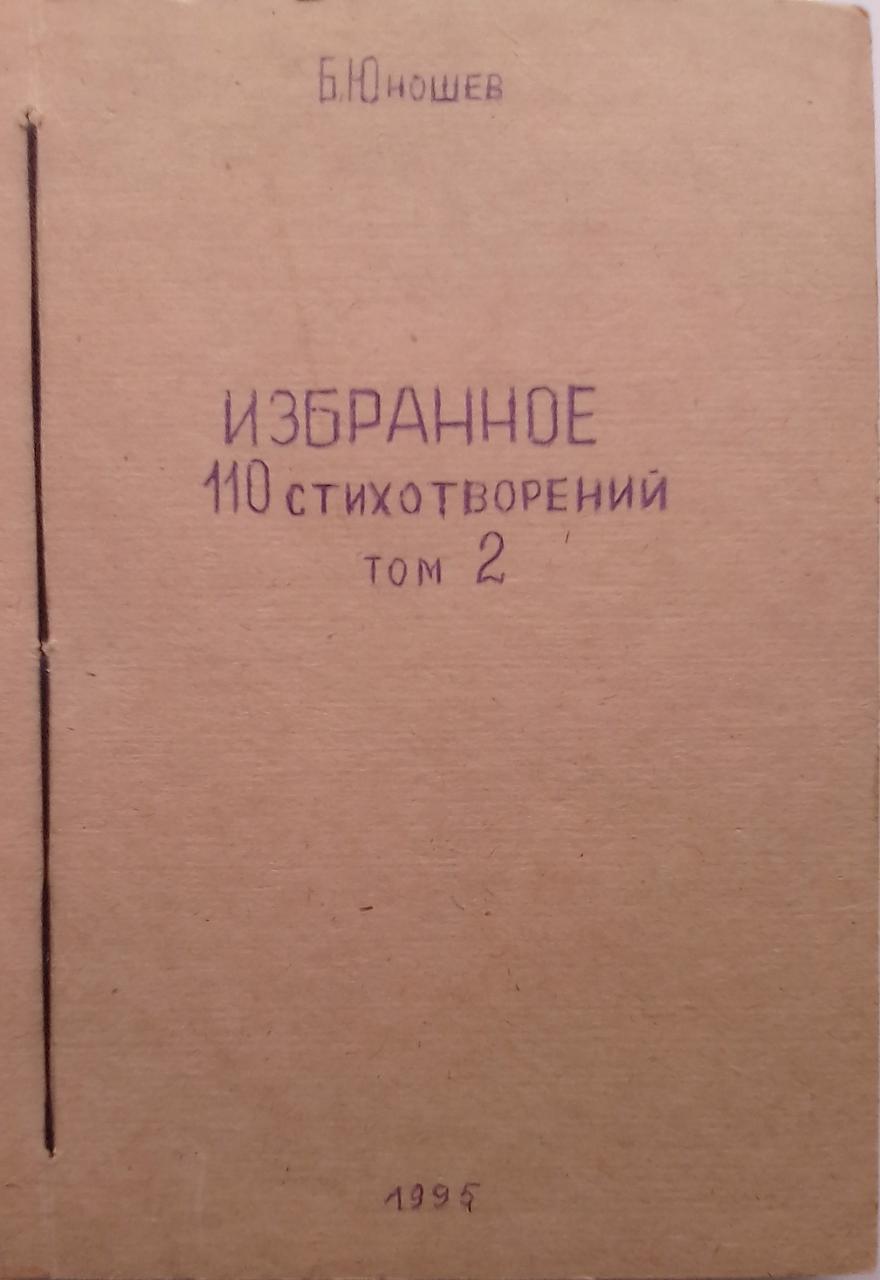 Б. Юношев
ИЗБРАННОЕ
110 стихотворений
том 2
1995